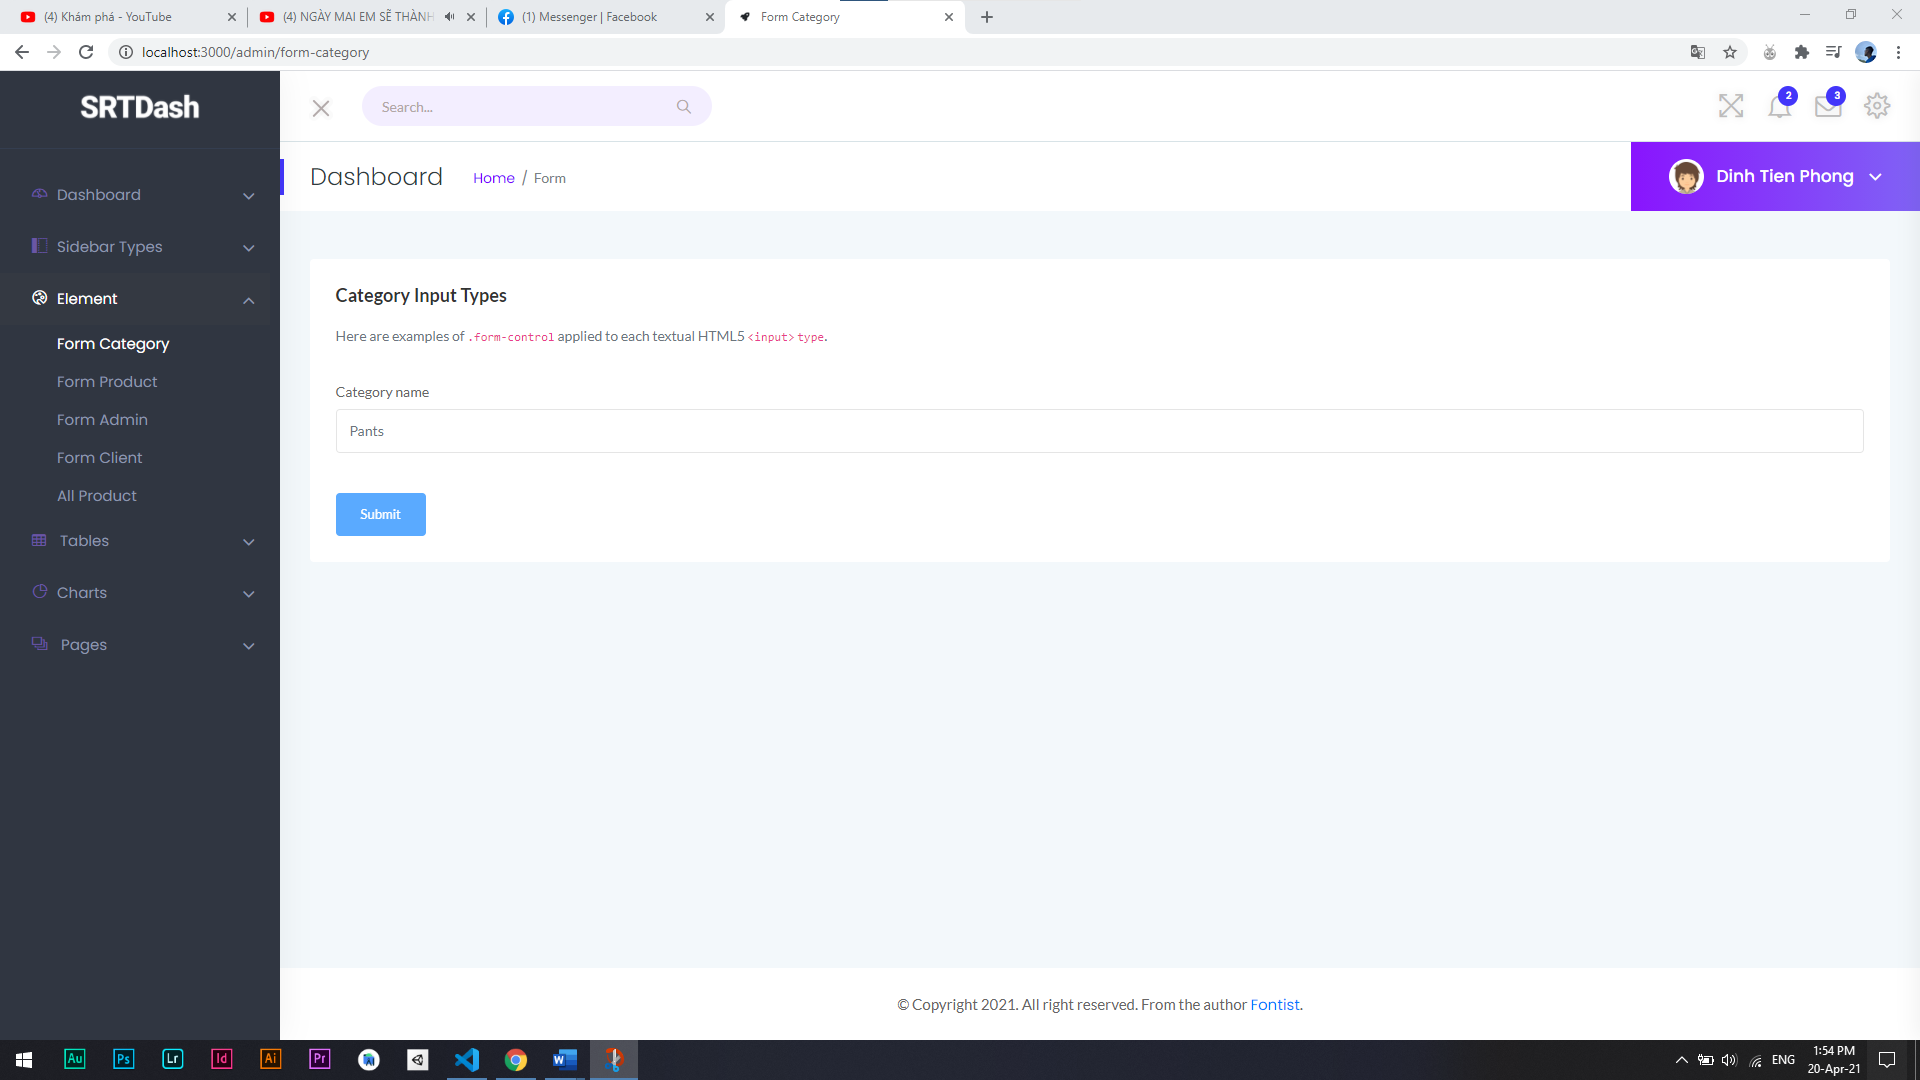 (4) Khám phá - YouTube
(4) NGÀY MAI EM SẼ THÀNH
(1) Messenger | Facebook
Form Category
localhost:3000/admin/form-category
SRTDash
Search...
2
3
Dashboard
Home / Form
Dinh Tien Phong
Dashboard
Sidebar Types
Element
Form Category
Form Product
Form Admin
Form Client
All Product
Tables
Charts
Pages
Category Input Types
Here are examples of .form-control applied to each textual HTML5 <input> type.
Category name
Pants
Submit
© Copyright 2021. All right reserved. From the author Fontist.
Au
Ps
Lr
Id
Ai
Pr
ENG
1:54 PM
20-Apr-21